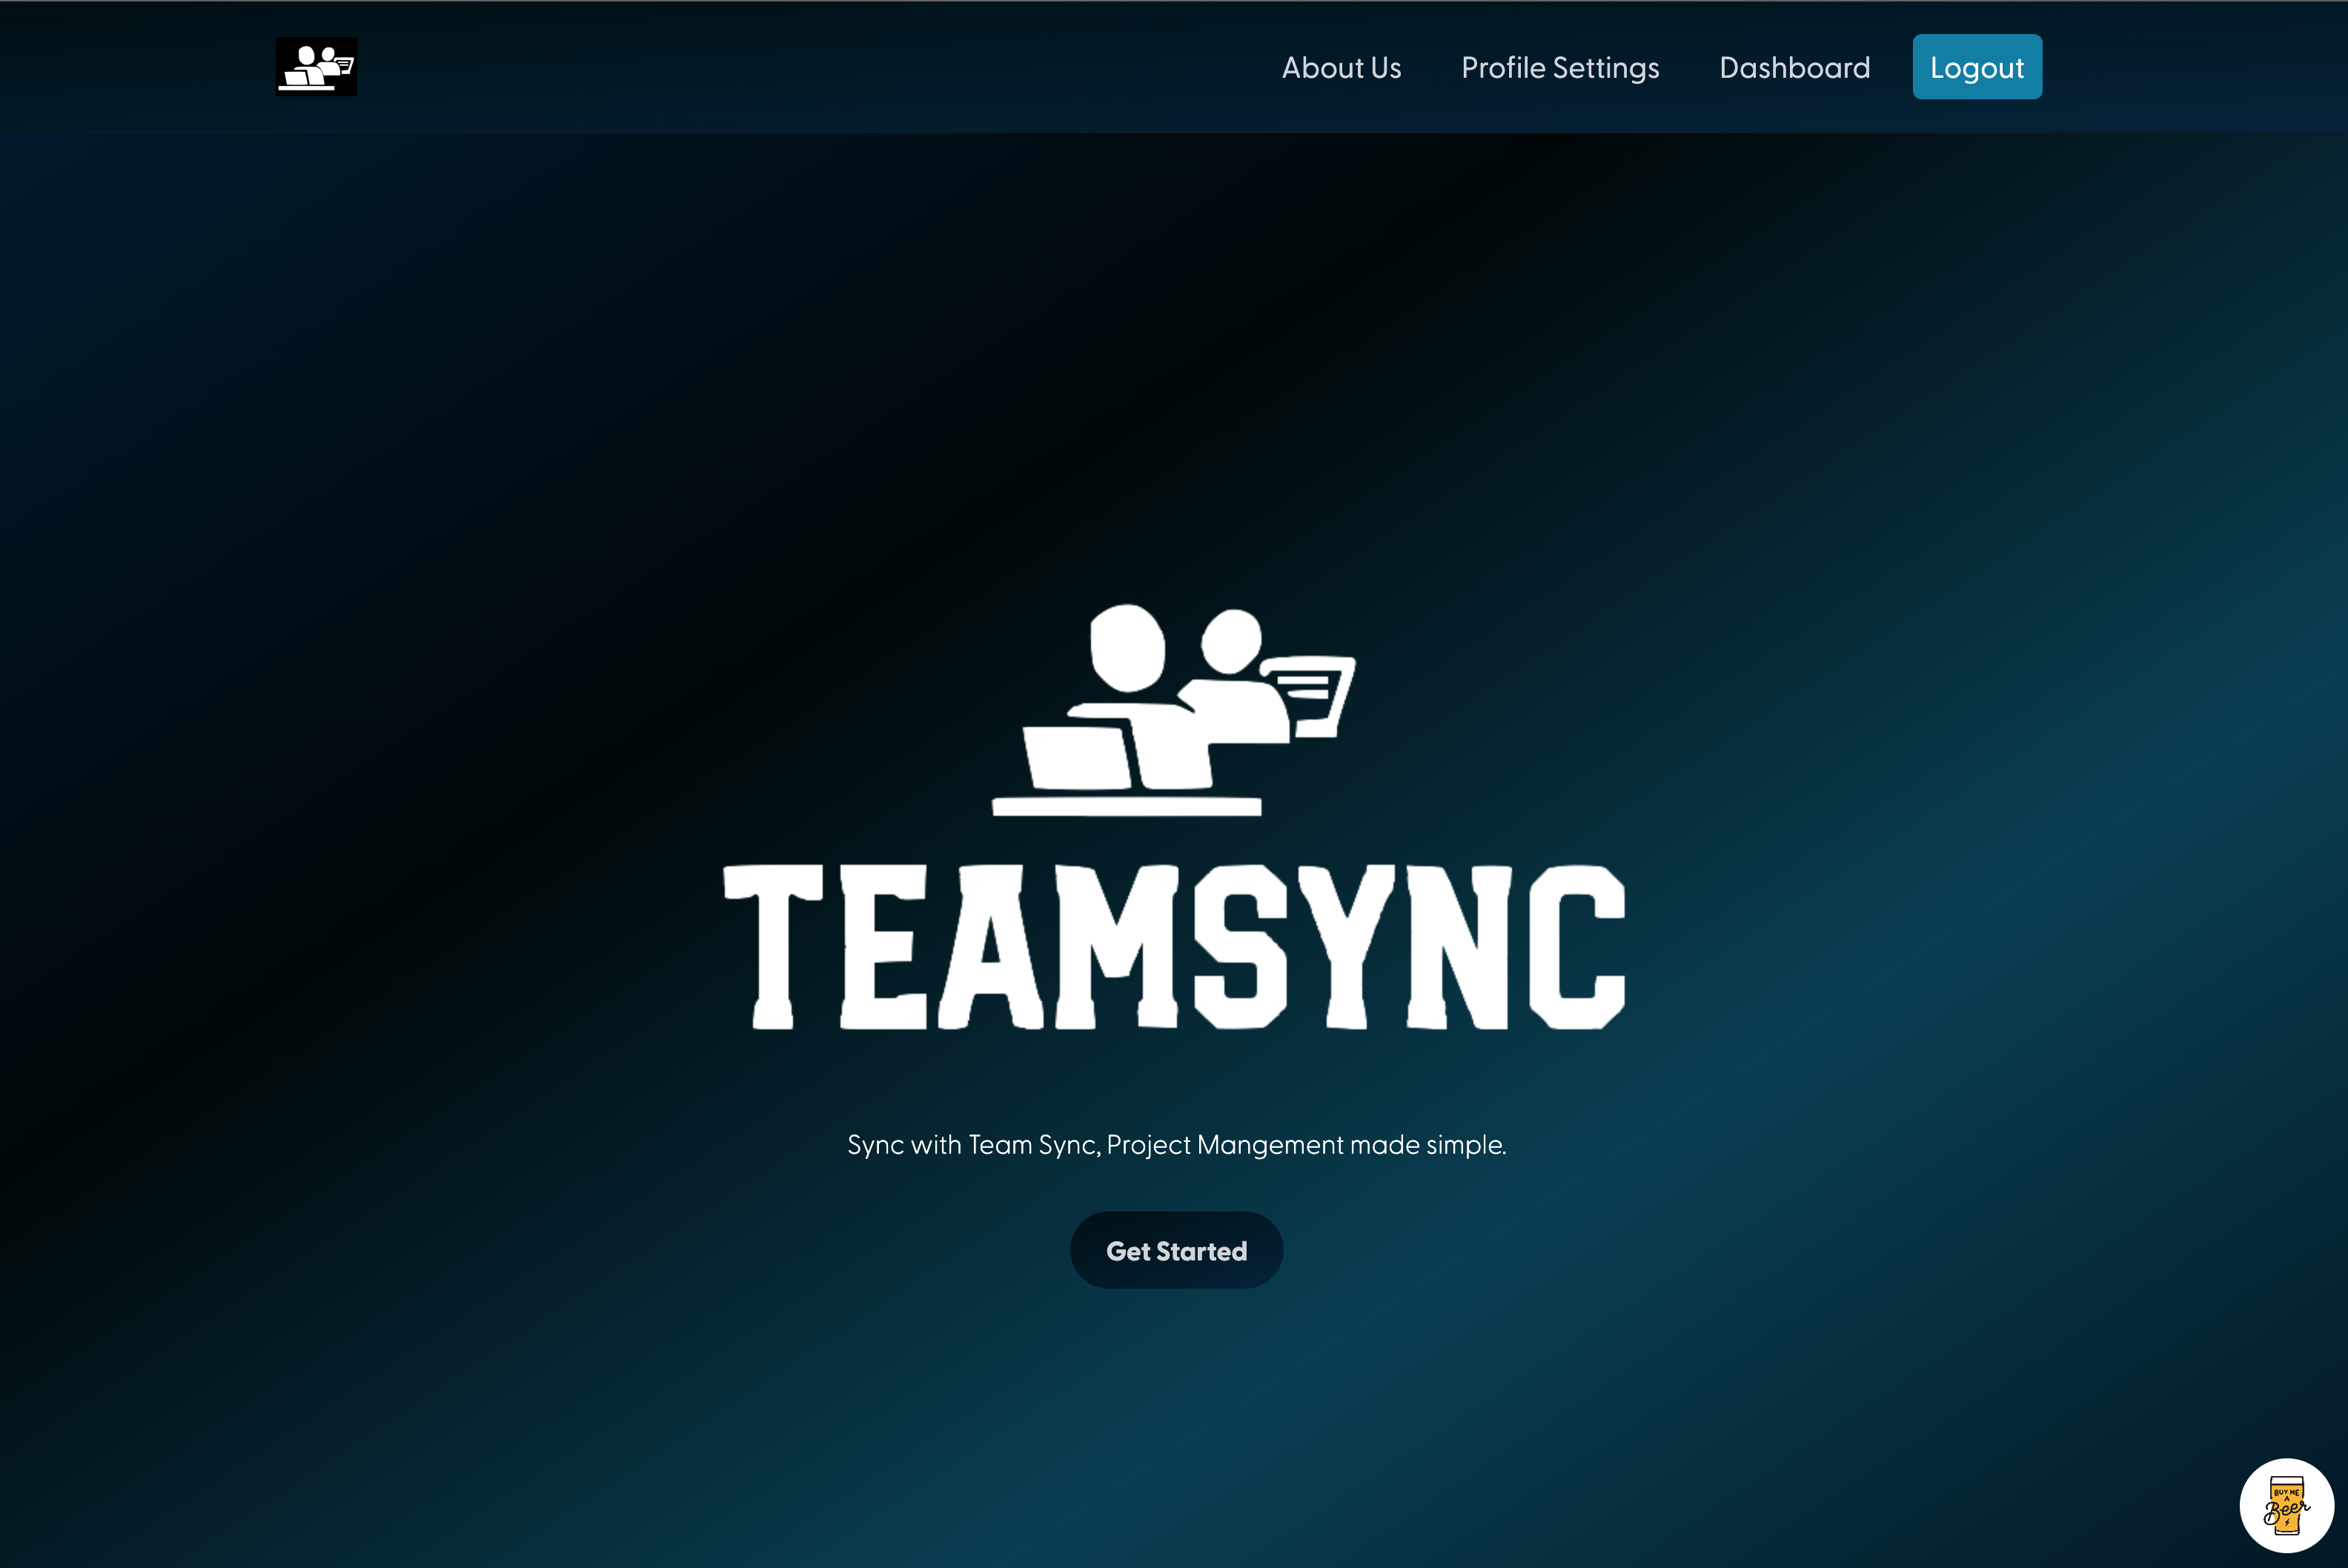 About Us Profile Settings Dashboard Logout
TEAMSYNC
Sync with Team Sync, Project Mangement made simple.
Get Started
BUY ME
A
Beer